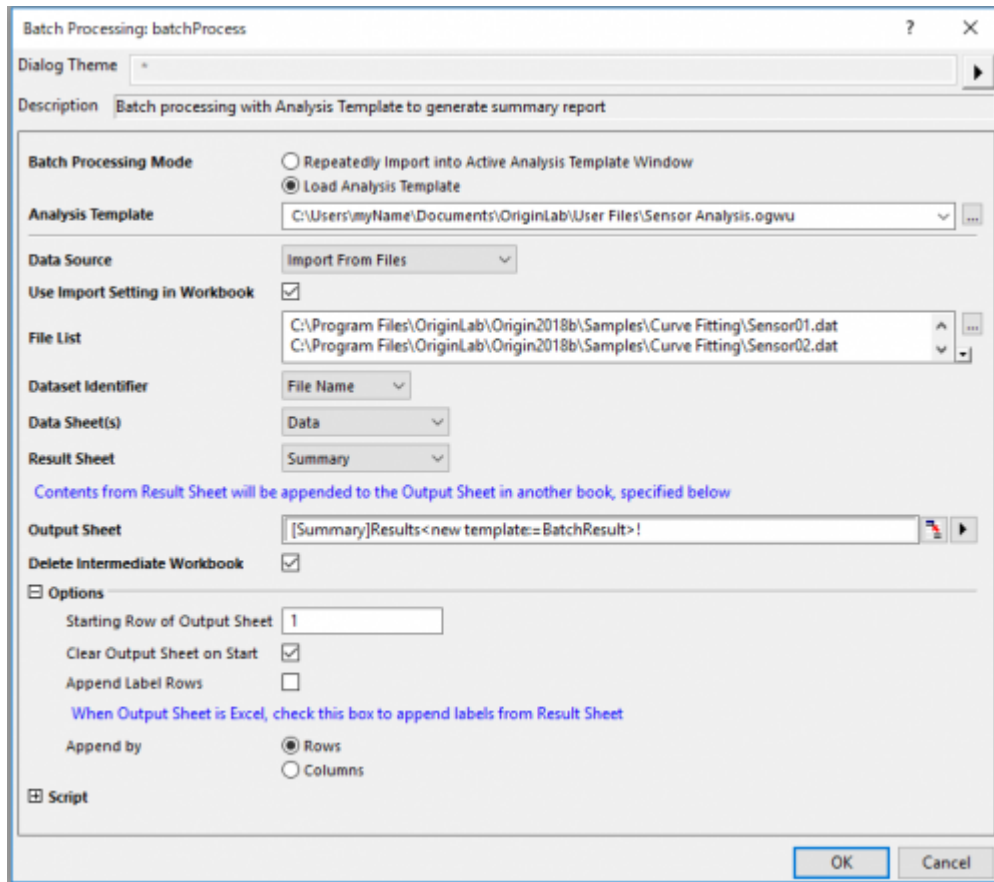 Batch Processing: batchProcess ? ×
Dialog Theme *
Description Batch processing with Analysis Template to generate summary report
Batch Processing Mode Repeatedly Import into Active Analysis Template Window
Load Analysis Template
Analysis Template C:\Users\myName\Documents\OriginLab\User Files\Sensor Analysis.ogwu ...
Data Source Import From Files
Use Import Setting in Workbook
File List C:\Program Files\OriginLab\Origin2018b\Samples\Curve Fitting\Sensor01.dat ...
C:\Program Files\OriginLab\Origin2018b\Samples\Curve Fitting\Sensor02.dat
Dataset Identifier File Name
Data Sheet(s) Data
Result Sheet Summary
Contents from Result Sheet will be appended to the Output Sheet in another book, specified below
Output Sheet [Summary]Results<new template:=BatchResult>!
Delete Intermediate Workbook
Options
Starting Row of Output Sheet 1
Clear Output Sheet on Start
Append Label Rows
When Output Sheet is Excel, check this box to append labels from Result Sheet
Append by Rows
Columns
Script
OK Cancel